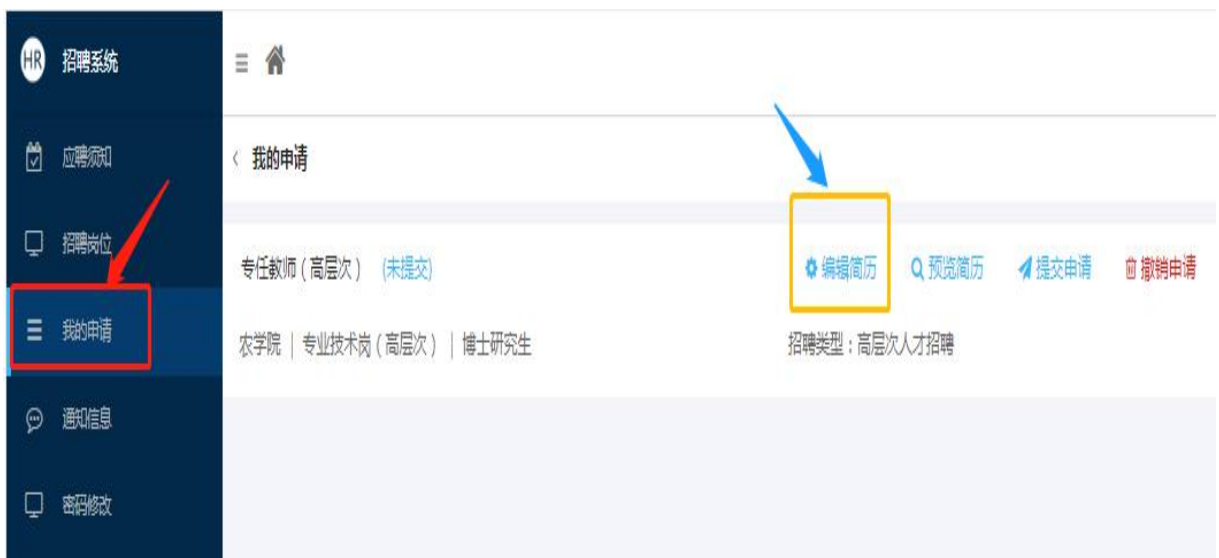 HR 招聘系统
应聘须知
招聘岗位
我的申请
通知信息
密码修改
< 我的申请
专任教师（高层次） (未提交) 编辑简历 预览简历 提交申请 撤销申请
农学院 | 专业技术岗（高层次） | 博士研究生 招聘类型：高层次人才招聘